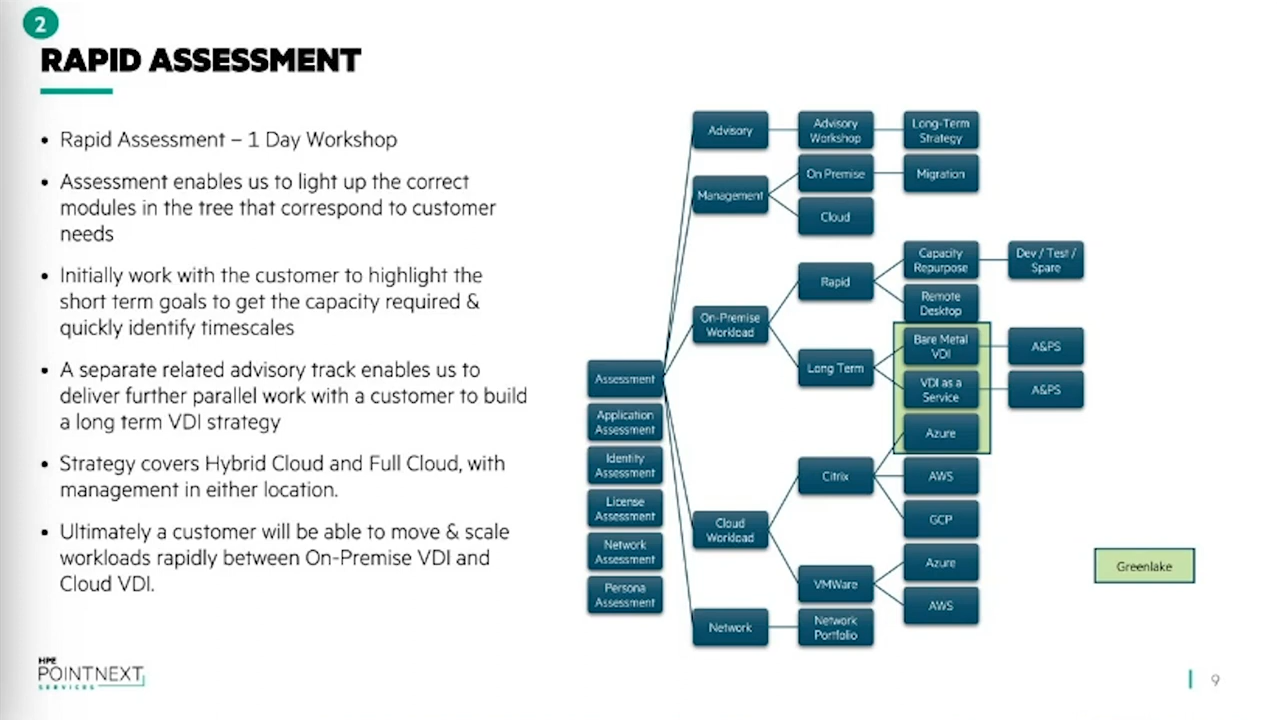 2
RAPID ASSESSMENT
• Rapid Assessment – 1 Day Workshop
• Assessment enables us to light up the correct
modules in the tree that correspond to customer
needs
• Initially work with the customer to highlight the
short term goals to get the capacity required &
quickly identify timescales
• A separate related advisory track enables us to
deliver further parallel work with a customer to build
a long term VDI strategy
• Strategy covers Hybrid Cloud and Full Cloud, with
management in either location.
• Ultimately a customer will be able to move & scale
workloads rapidly between On-Premise VDI and
Cloud VDI.
Assessment
Application
Assessment
Identity
Assessment
License
Assessment
Network
Assessment
Persona
Assessment
Advisory
Advisory
Workshop
Long-Term
Strategy
Management
On Premise
Migration
Cloud
On-Premise
Workload
Rapid
Capacity
Repurpose
Dev / Test /
Spare
Remote
Desktop
Long Term
Bare Metal
VDI
A&PS
VDI as a
Service
A&PS
Cloud
Workload
Citrix
Azure
AWS
GCP
VMWare
Azure
AWS
Network
Network
Portfolio
Greenlake
HPE
POINTNEXT
SERVICES
9